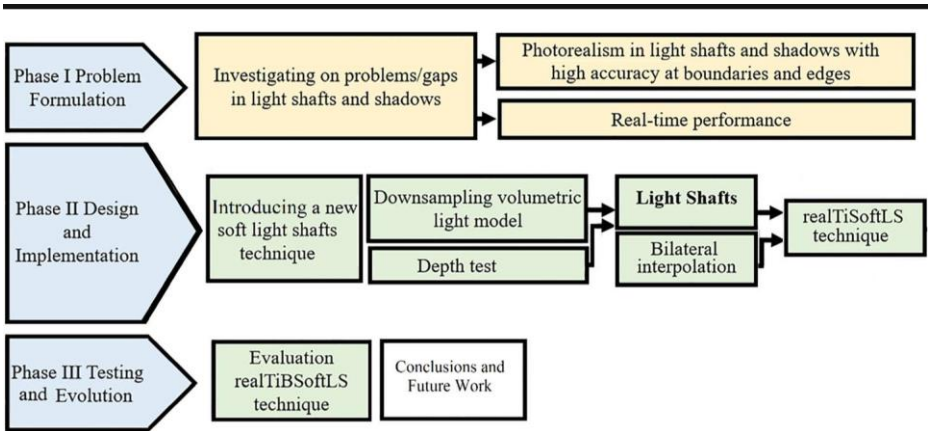 Phase I Problem
Formulation
Investigating on problems/gaps
in light shafts and shadows
Photorealism in light shafts and shadows with
high accuracy at boundaries and edges
Real-time performance
Phase II Design
and
Implementation
Introducing a new
soft light shafts
technique
Downsampling volumetric
light model
Depth test
Light Shafts
Bilateral
interpolation
realTiSoftLS
technique
Phase III Testing
and Evolution
Evaluation
realTiBSoftLS
technique
Conclusions and
Future Work